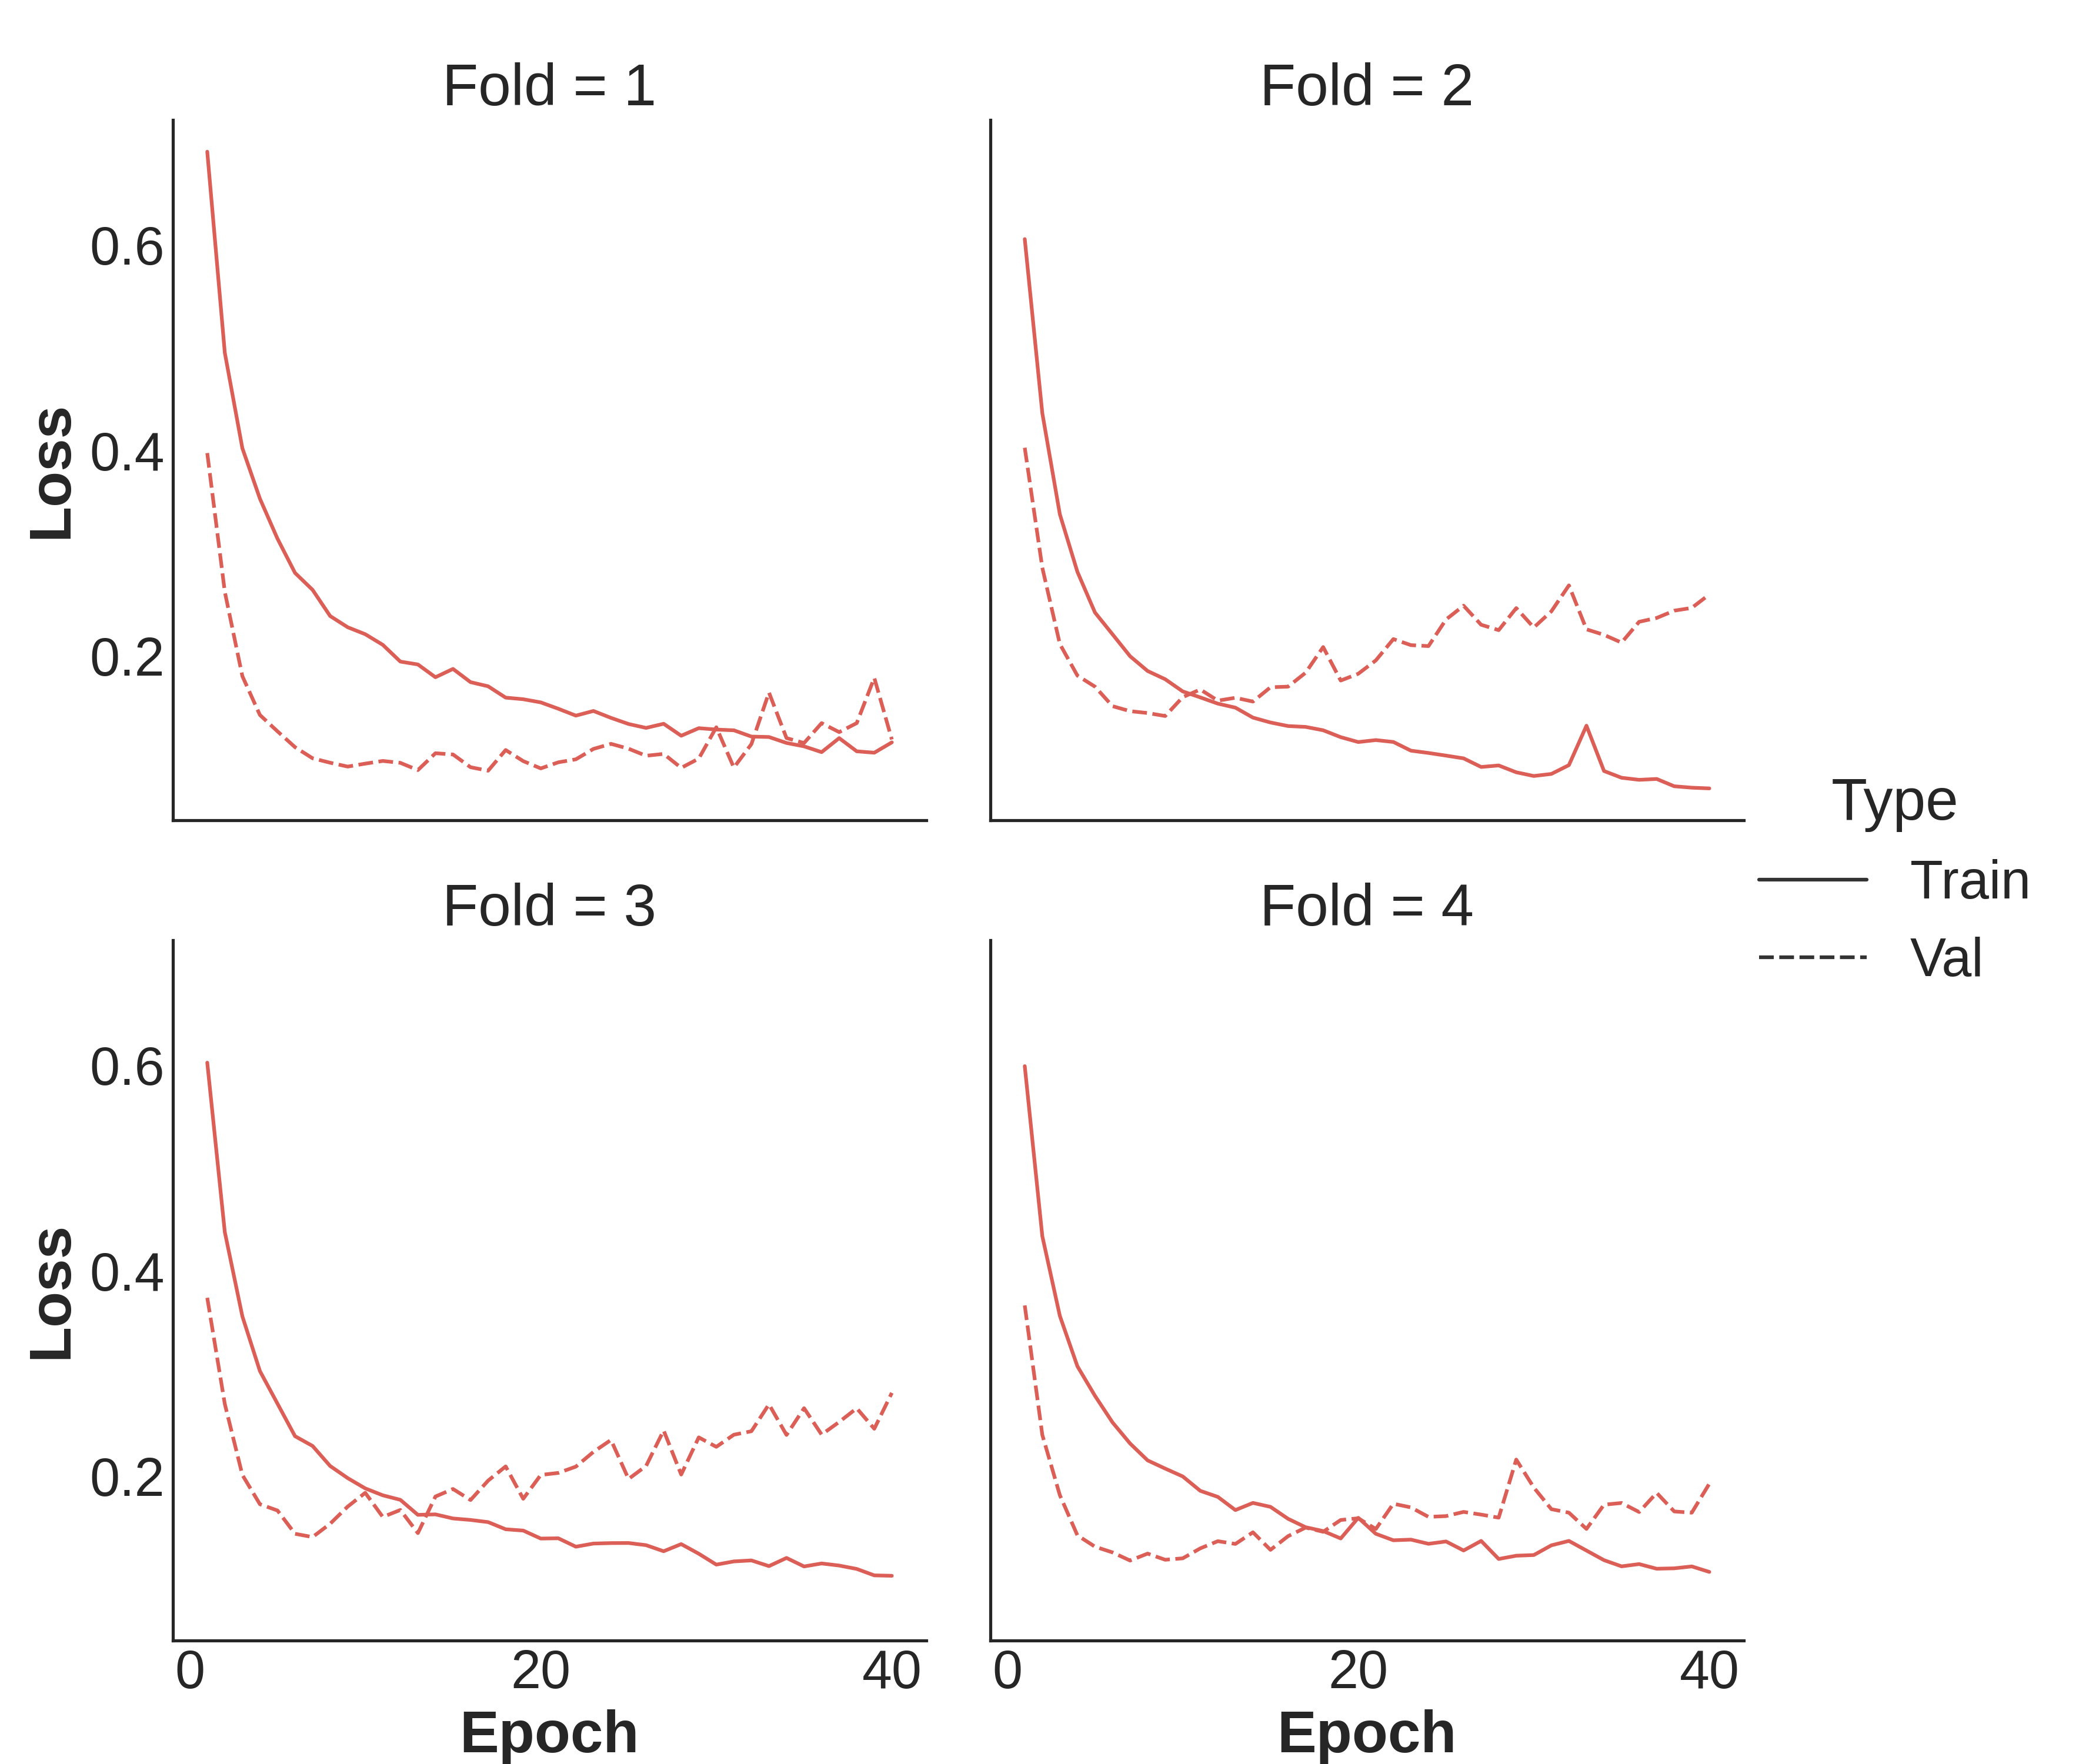 Fold = 1
Fold = 2
0.6
0.4
0.2
Loss
Type
Train
Val
Fold = 3
Fold = 4
0.6
0.4
0.2
Loss
0
20
40
0
20
40
Epoch
Epoch